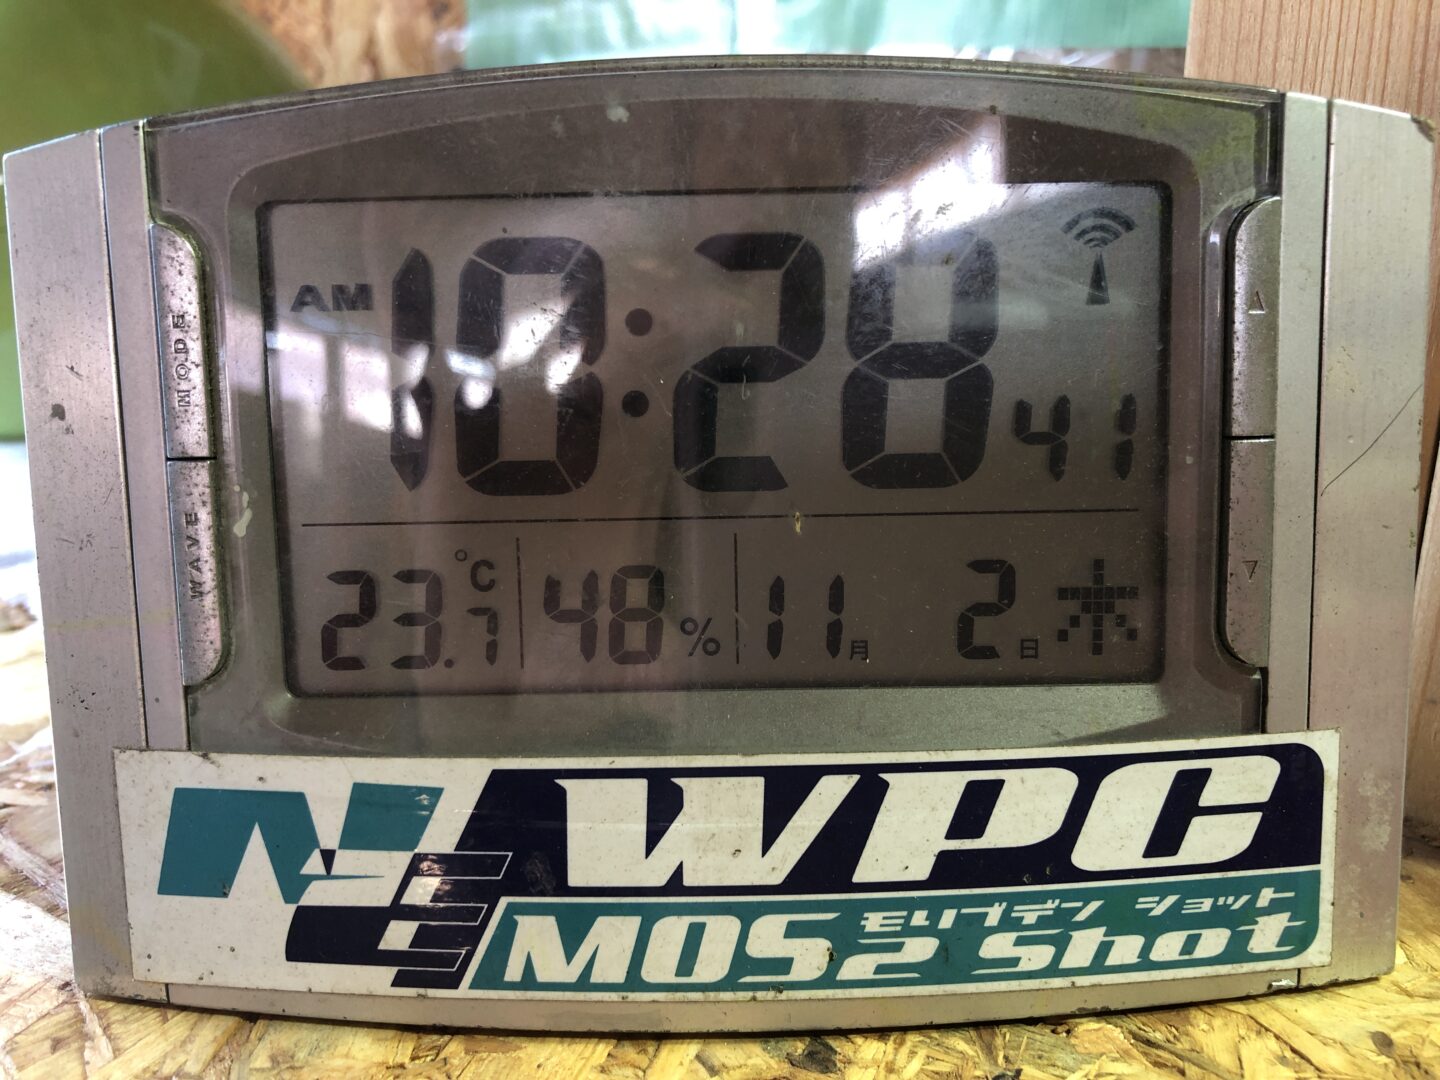 AM 10:28 41
23.7 °C 48 % 11月 2日 木
MODE
WAVE
NE WPC
モリブデン ショット
MOS2 Shot